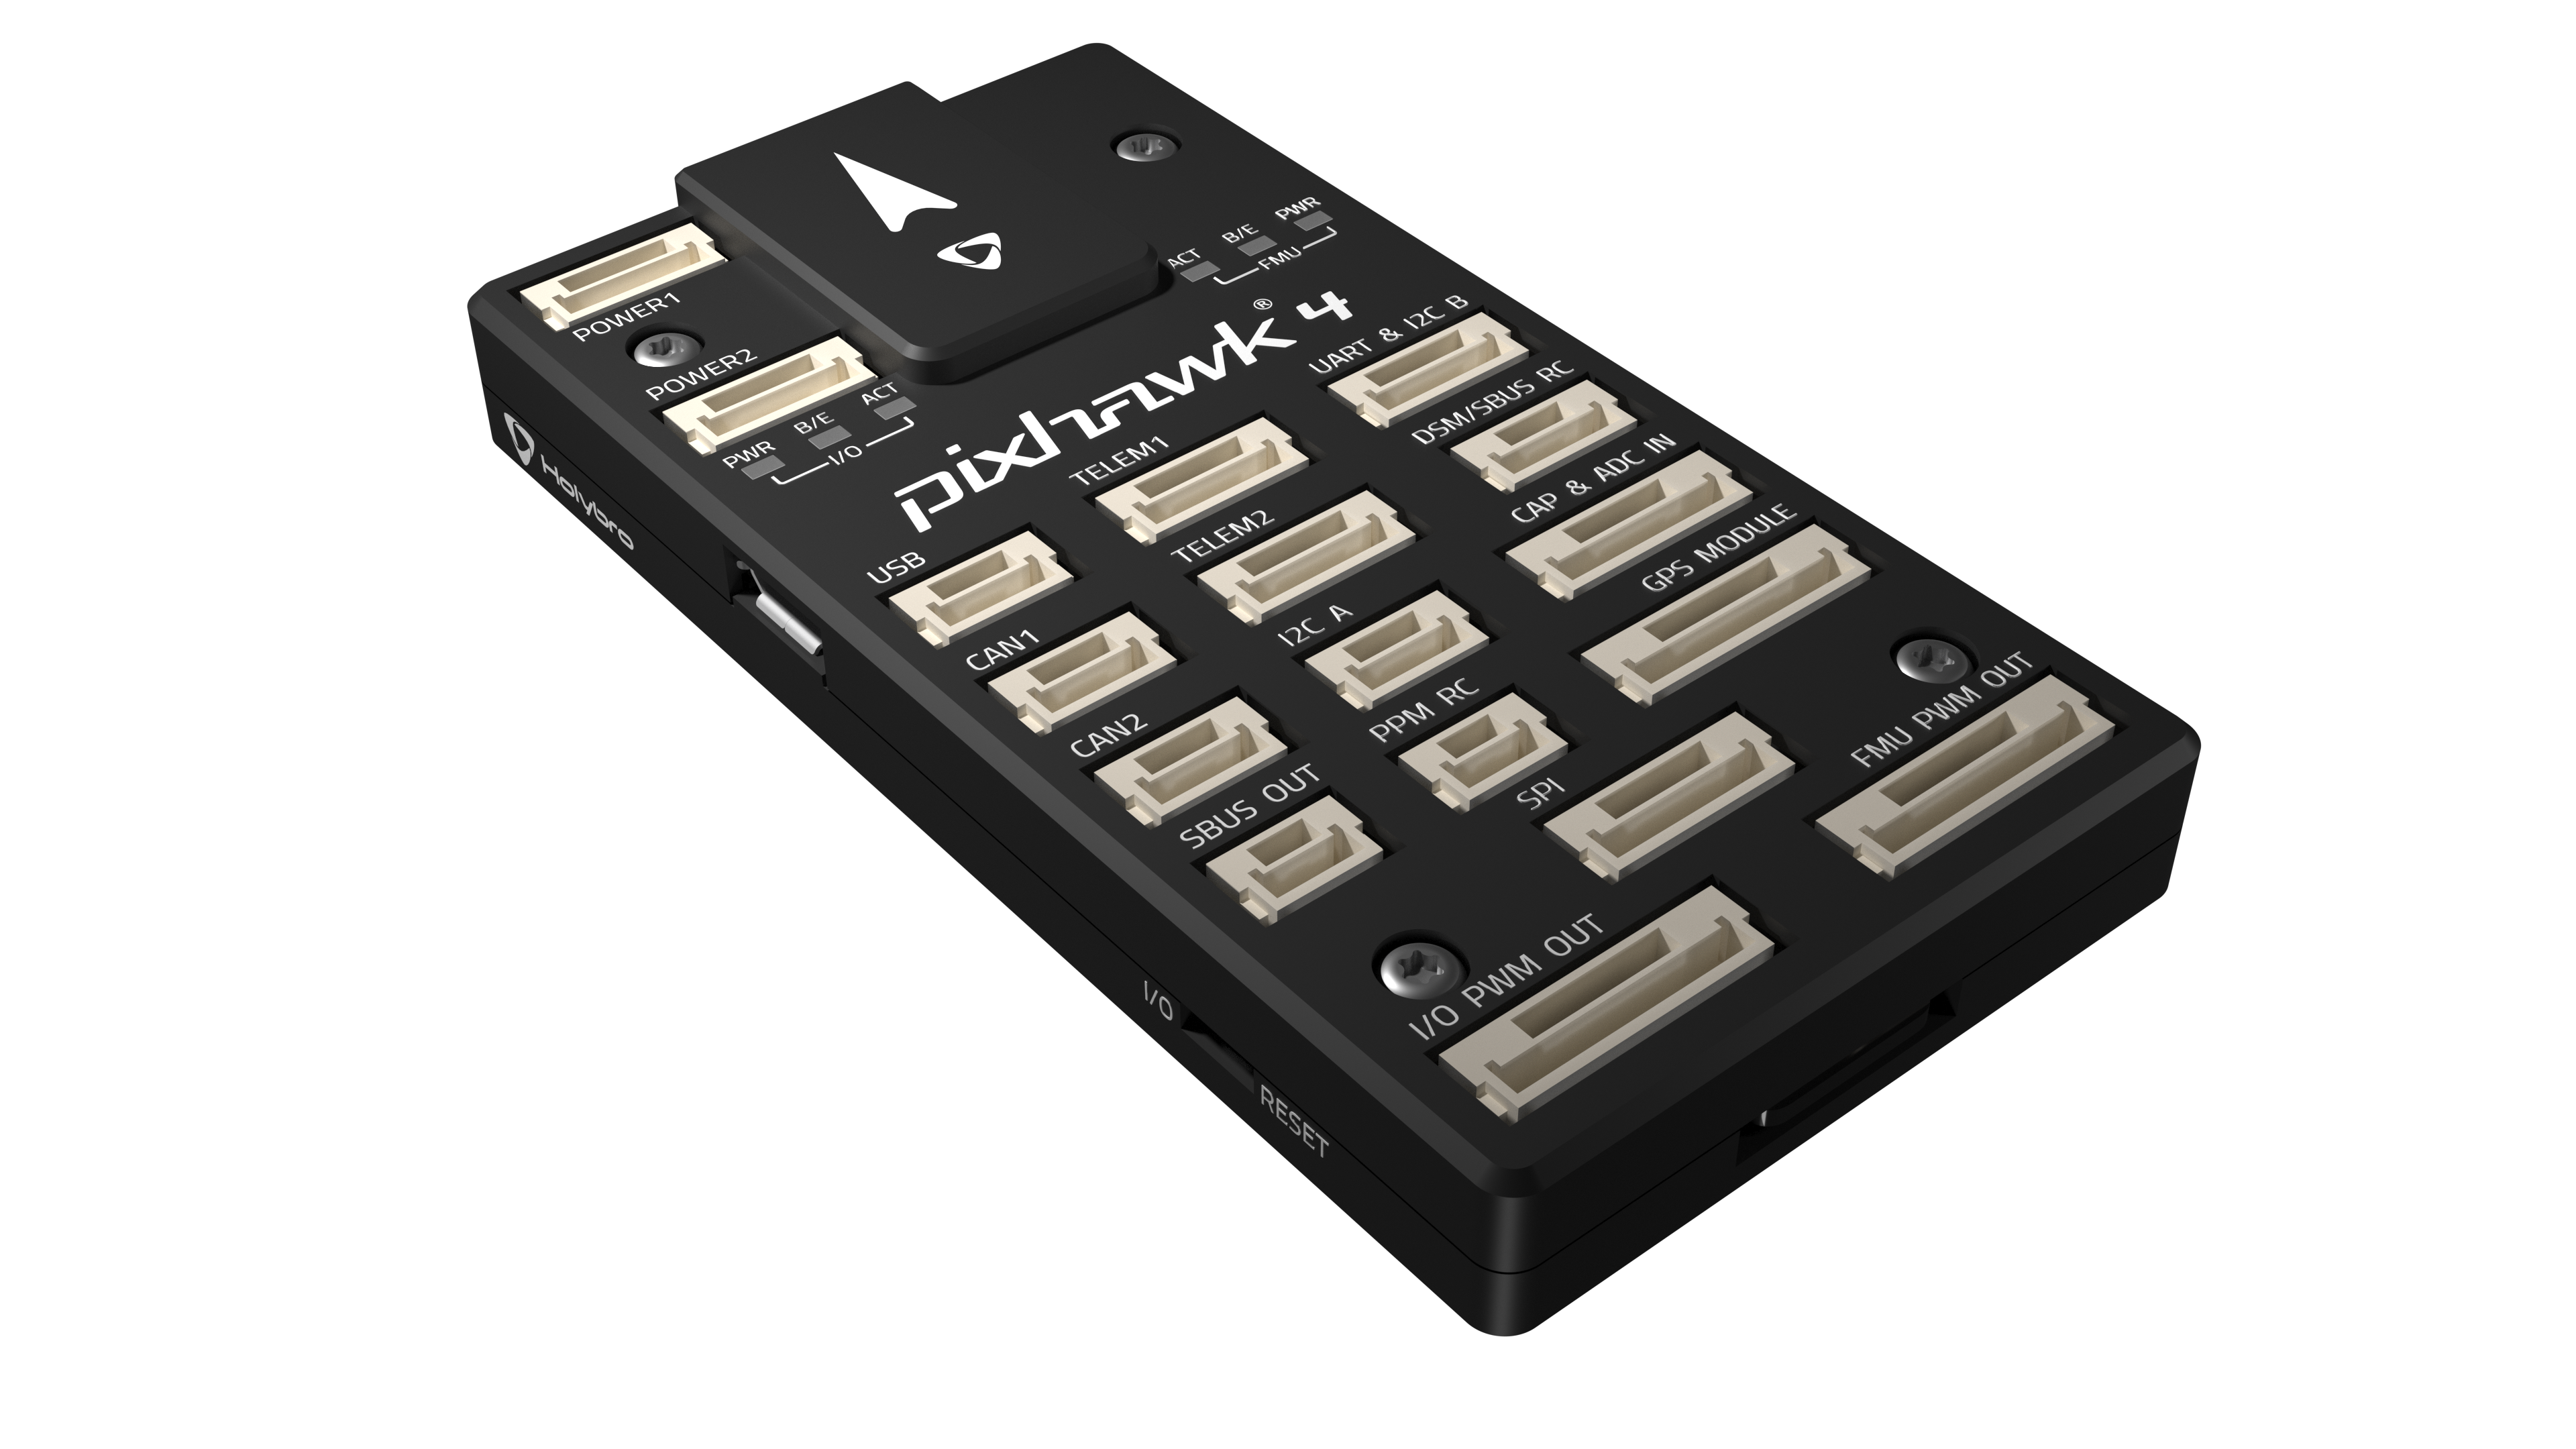 POWER1
POWER2
PWR
B/E
ACT
I/O
ACT
B/E
PWR
FMU
pixhawk® 4
Holybro
UART & I2C B
DSM/SBUS RC
CAP & ADC IN
GPS MODULE
TELEM1
TELEM2
I2C A
PPM RC
SPI
USB
CAN1
CAN2
SBUS OUT
FMU PWM OUT
I/O PWM OUT
I/O
RESET